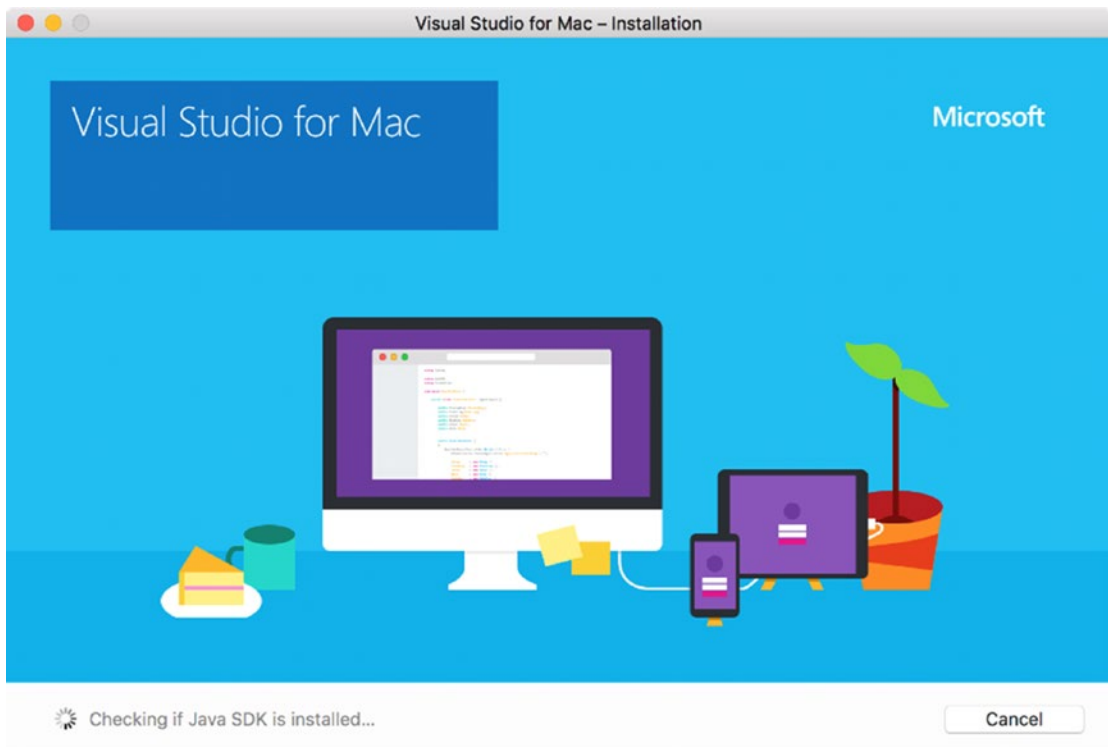 Visual Studio for Mac – Installation
Visual Studio for Mac
Microsoft
Checking if Java SDK is installed...
Cancel